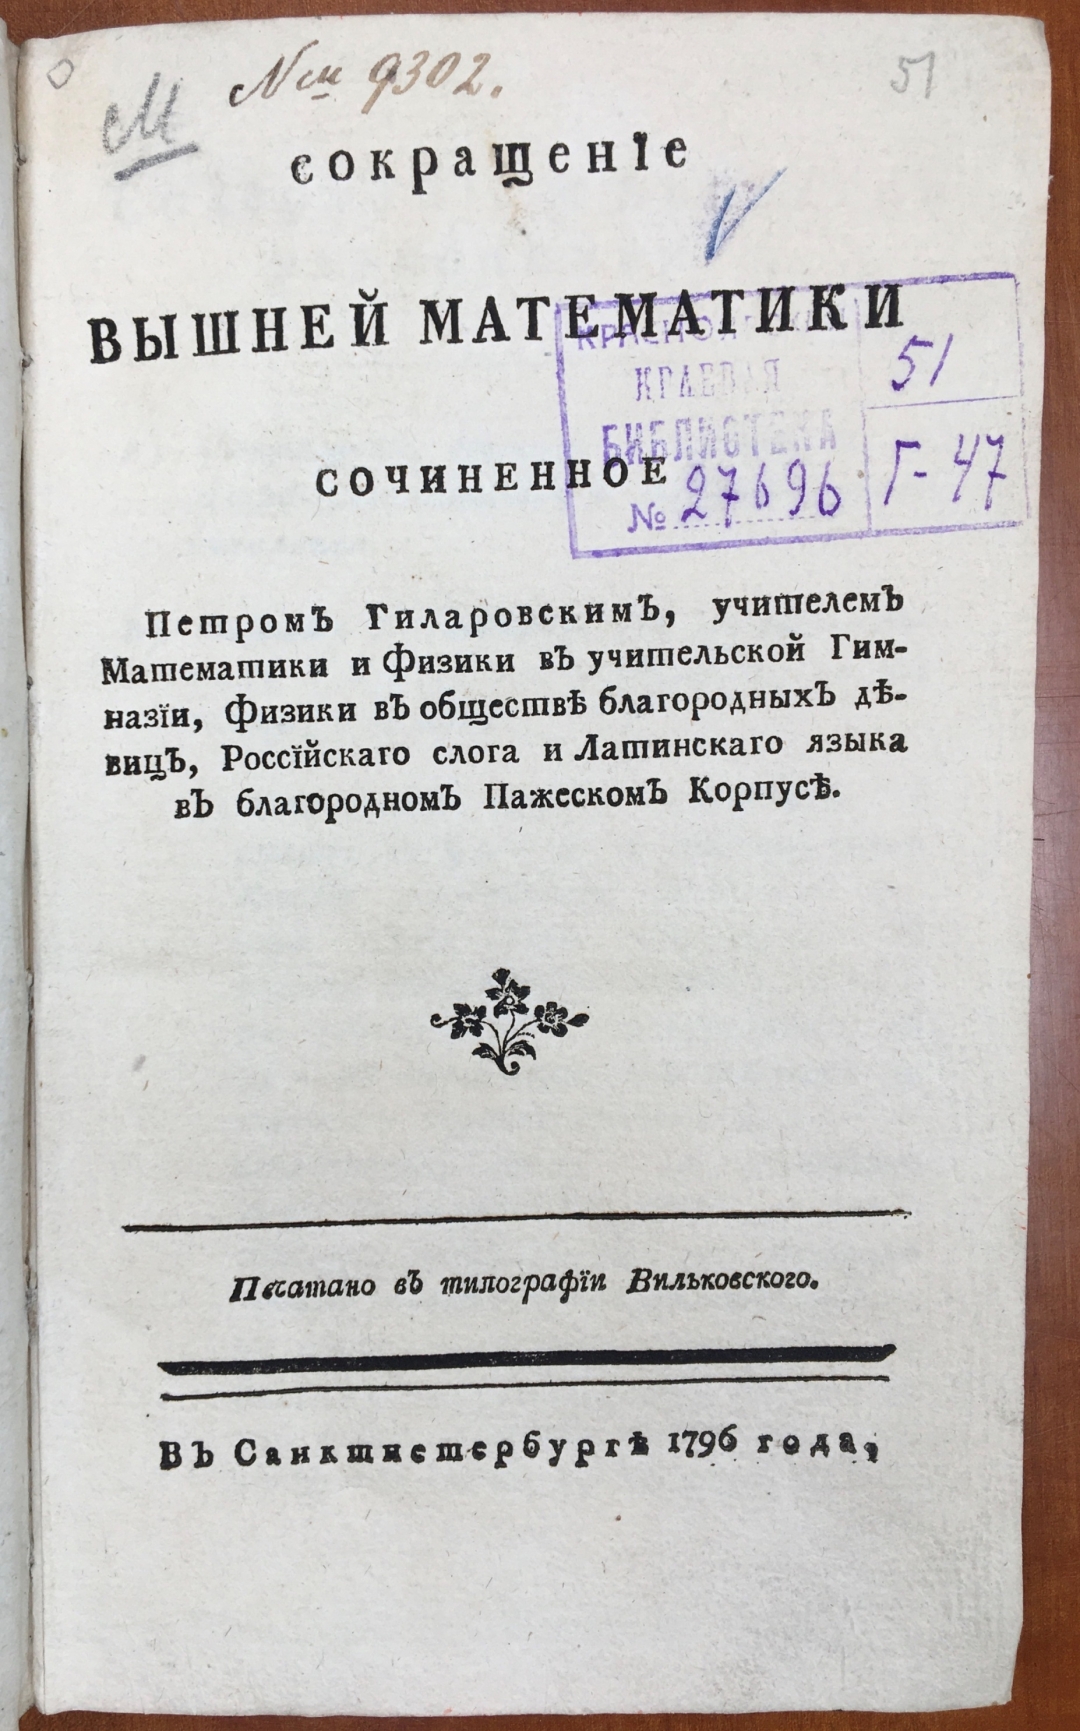 № 9302.
51
М
сокращенїе
ВЫШНЕЙ МАТЕМАТИКИ
КРАЕВАЯ
БИБЛИОТЕКА
№ 27696
51
Г-47
СОЧИНЕННОЕ
Петромъ Гиларовскимъ, учителемъ
Математики и Физики въ учительской Гим-
назїи, Физики въ обществѣ благородныхъ дѣ-
вицъ, Россїйскаго слога и Латинскаго языка
въ благородномъ Пажескомъ Корпусѣ.
Печатано въ типографїи Вильковского.
Въ Санктпетербургѣ 1796 года,